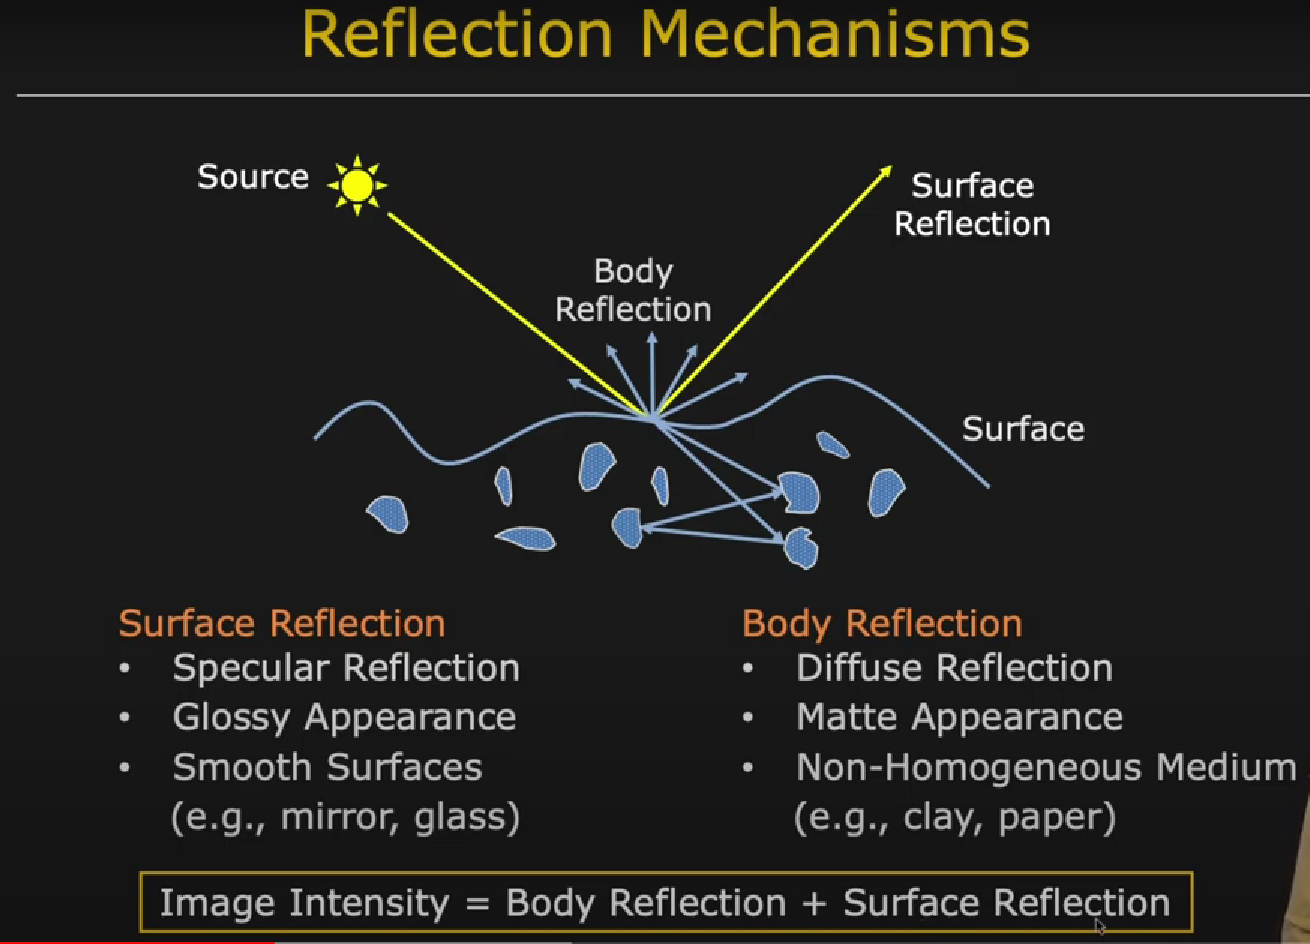 Reflection Mechanisms
Source
Surface
Reflection
Body
Reflection
Surface
Surface Reflection
• Specular Reflection
• Glossy Appearance
• Smooth Surfaces
(e.g., mirror, glass)
Body Reflection
• Diffuse Reflection
• Matte Appearance
• Non-Homogeneous Medium
(e.g., clay, paper)
Image Intensity = Body Reflection + Surface Reflection